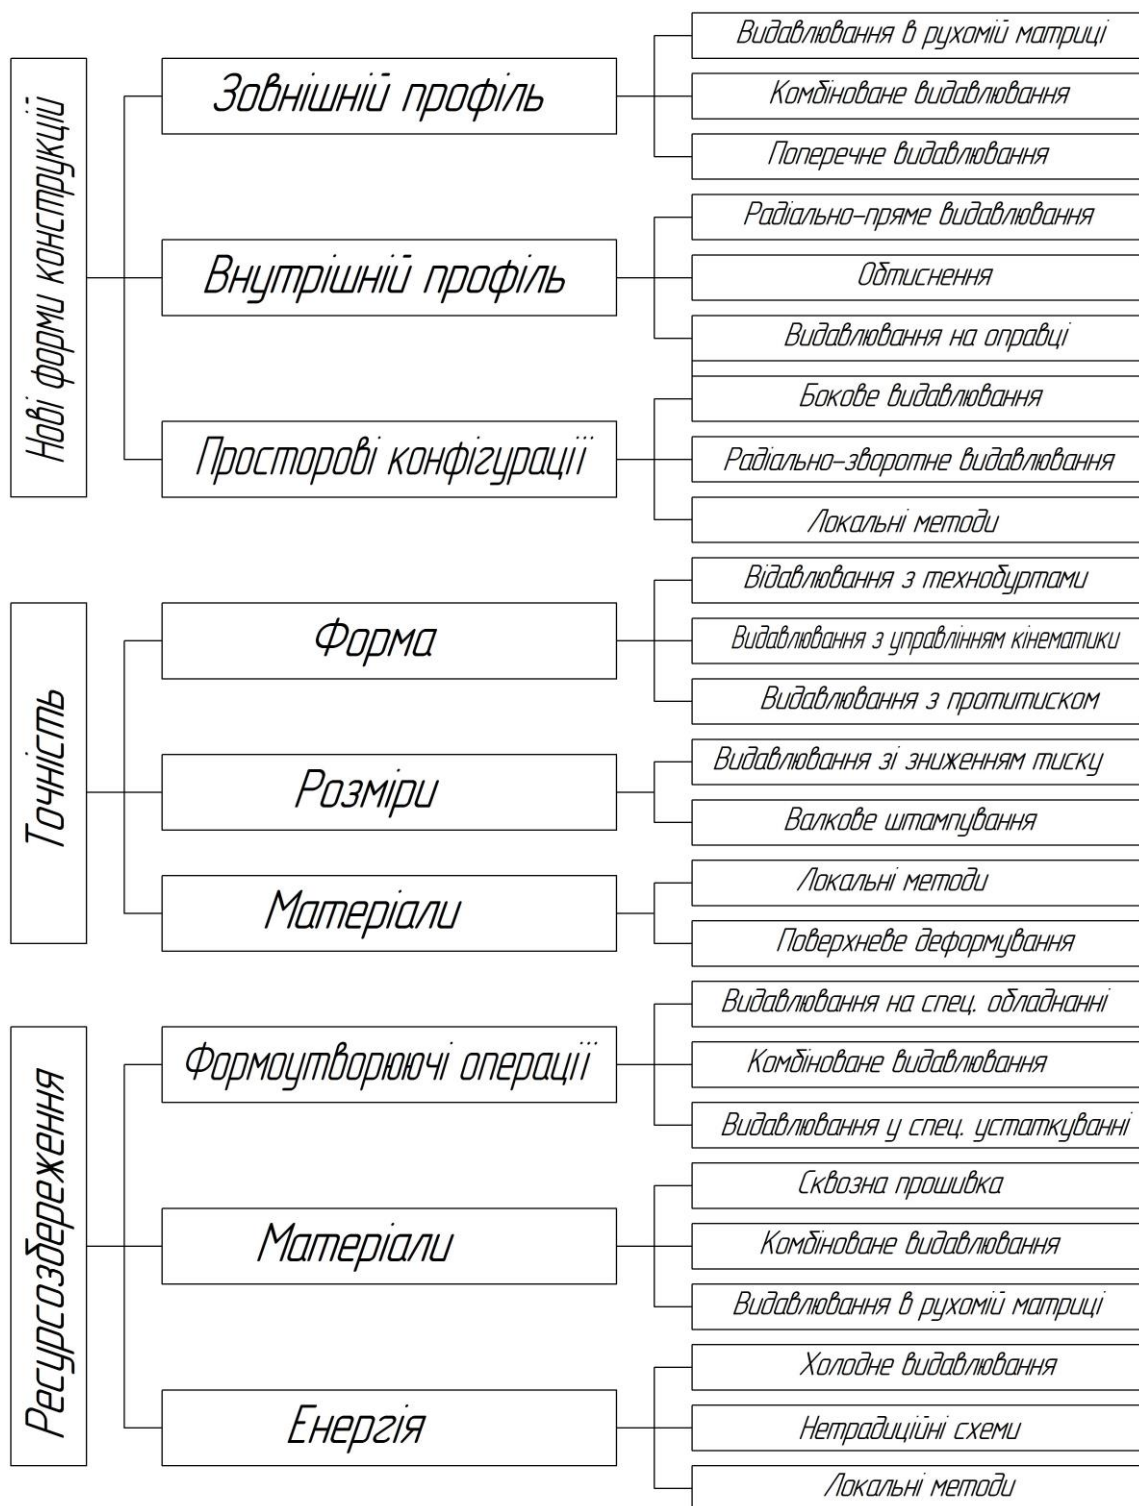 Нові форми конструкцій
Зовнішній профіль
Видавлювання в рухомій матриці
Комбіноване видавлювання
Поперечне видавлювання
Внутрішній профіль
Радіально-пряме видавлювання
Обтиснення
Видавлювання на оправці
Просторові конфігурації
Бокове видавлювання
Радіально-зворотне видавлювання
Локальні методи
Точність
Форма
Відавлювання з технобуртами
Видавлювання з управлінням кінематики
Видавлювання з протитиском
Розміри
Видавлювання зі зниженням тиску
Валкове штампування
Матеріали
Локальні методи
Поверхневе деформування
Ресурсозбереження
Формоутворюючі операції
Видавлювання на спец. обладнанні
Комбіноване видавлювання
Видавлювання у спец. устаткуванні
Матеріали
Сквозна прошивка
Комбіноване видавлювання
Видавлювання в рухомій матриці
Енергія
Холодне видавлювання
Нетрадиційні схеми
Локальні методи